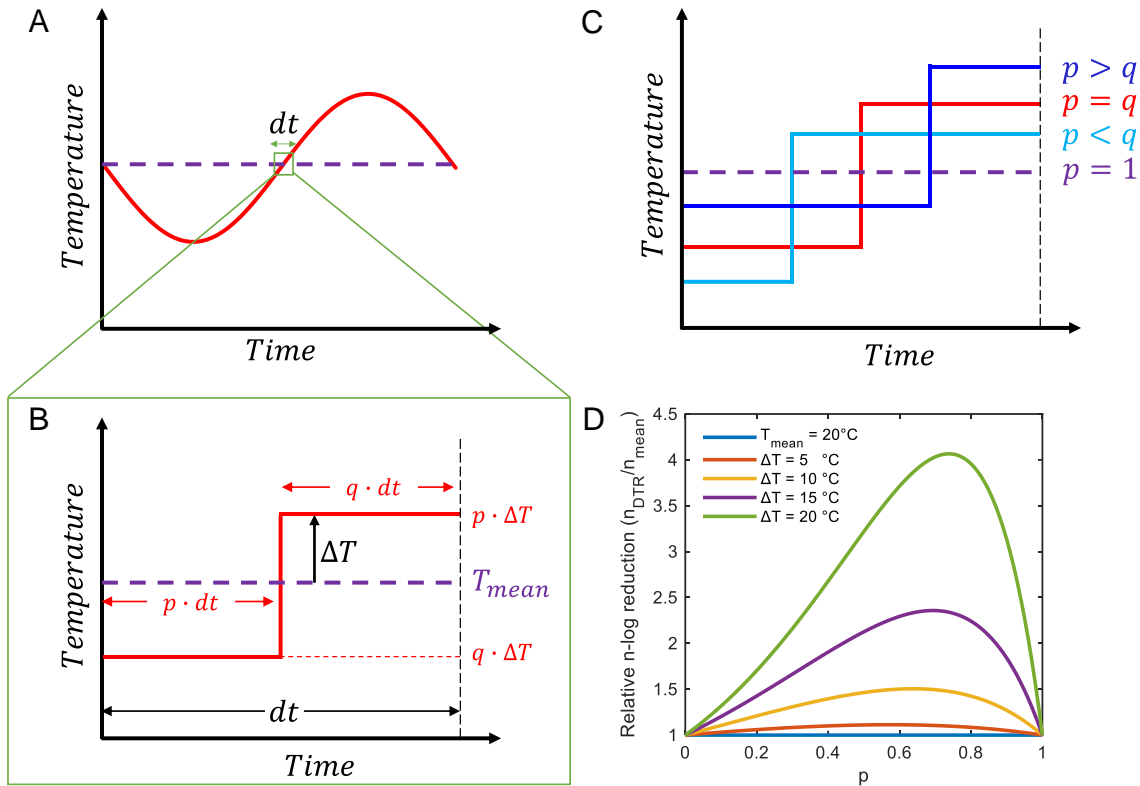 A
Temperature
dt
Time
B
Temperature
q · dt
p · ΔT
ΔT
T_mean
p · dt
q · ΔT
dt
Time
C
Temperature
p > q
p = q
p < q
p = 1
Time
D
Relative n-log reduction (n_DTR/n_mean)
4.5
4
3.5
3
2.5
2
1.5
1
T_mean = 20°C
ΔT = 5 °C
ΔT = 10 °C
ΔT = 15 °C
ΔT = 20 °C
0 0.2 0.4 0.6 0.8 1
p